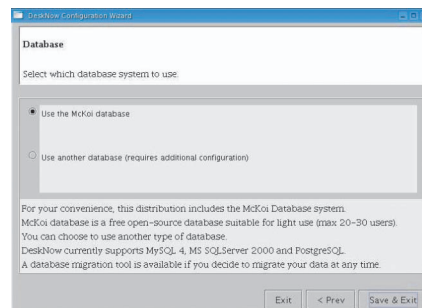 DeskNow Configuration Wizard
Database
Select which database system to use.
Use the McKoi database
Use another database (requires additional configuration)
For your convenience, this distribution includes the McKoi Database system.
McKoi database is a free open-source database suitable for light use (max 20-30 users).
You can choose to use another type of database.
DeskNow currently supports MySQL 4, MS SQLServer 2000 and PostgreSQL.
A database migration tool is available if you decide to migrate your data at any time.
Exit < Prev Save & Exit